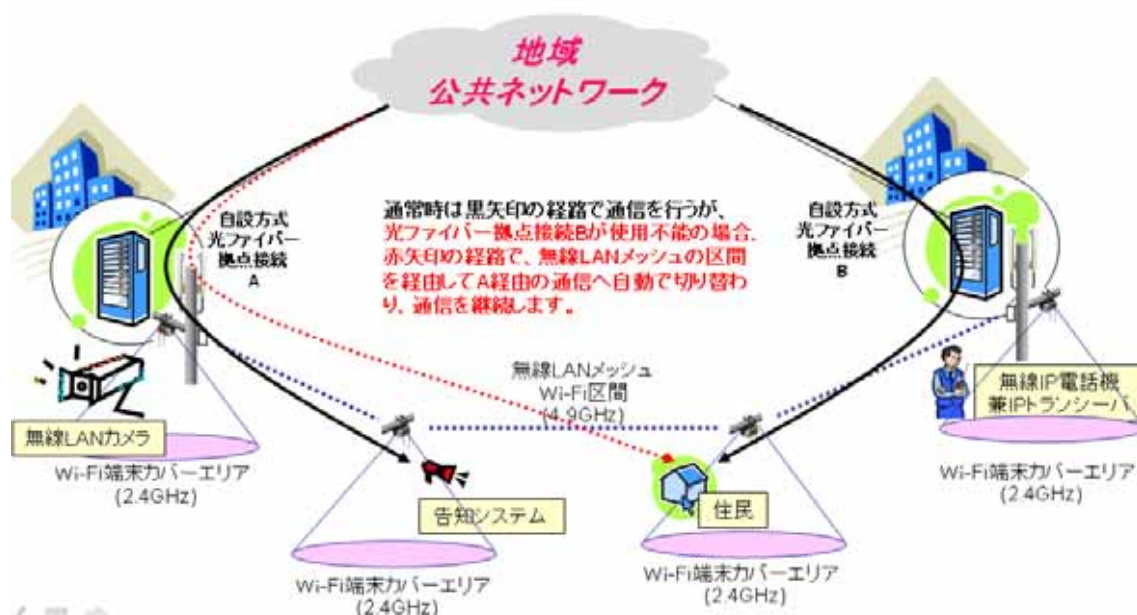 地域
公共ネットワーク
自設方式
光ファイバー
拠点接続
A
通常時は黒矢印の経路で通信を行うが、
光ファイバー拠点接続Bが使用不能の場合、
赤矢印の経路で、無線LANメッシュの区間
を経由してA経由の通信へ自動で切り替わ
り、通信を継続します。
自設方式
光ファイバー
拠点接続
B
無線LANメッシュ
Wi-Fi区間
(4.9GHz)
無線LANカメラ
無線IP電話機
兼IPトランシーバ
Wi-Fi端末カバーエリア
(2.4GHz)
告知システム
住民
Wi-Fi端末カバーエリア
(2.4GHz)
Wi-Fi端末カバーエリア
(2.4GHz)
Wi-Fi端末カバーエリア
(2.4GHz)